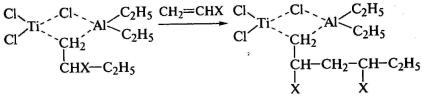 Cl Cl C₂H₅
Ti Al
Cl CH₂ C₂H₅
CHX—C₂H₅
CH₂=CHX
Cl Cl C₂H₅
Ti Al
Cl CH₂ C₂H₅
CH—CH₂—CH—C₂H₅
X X